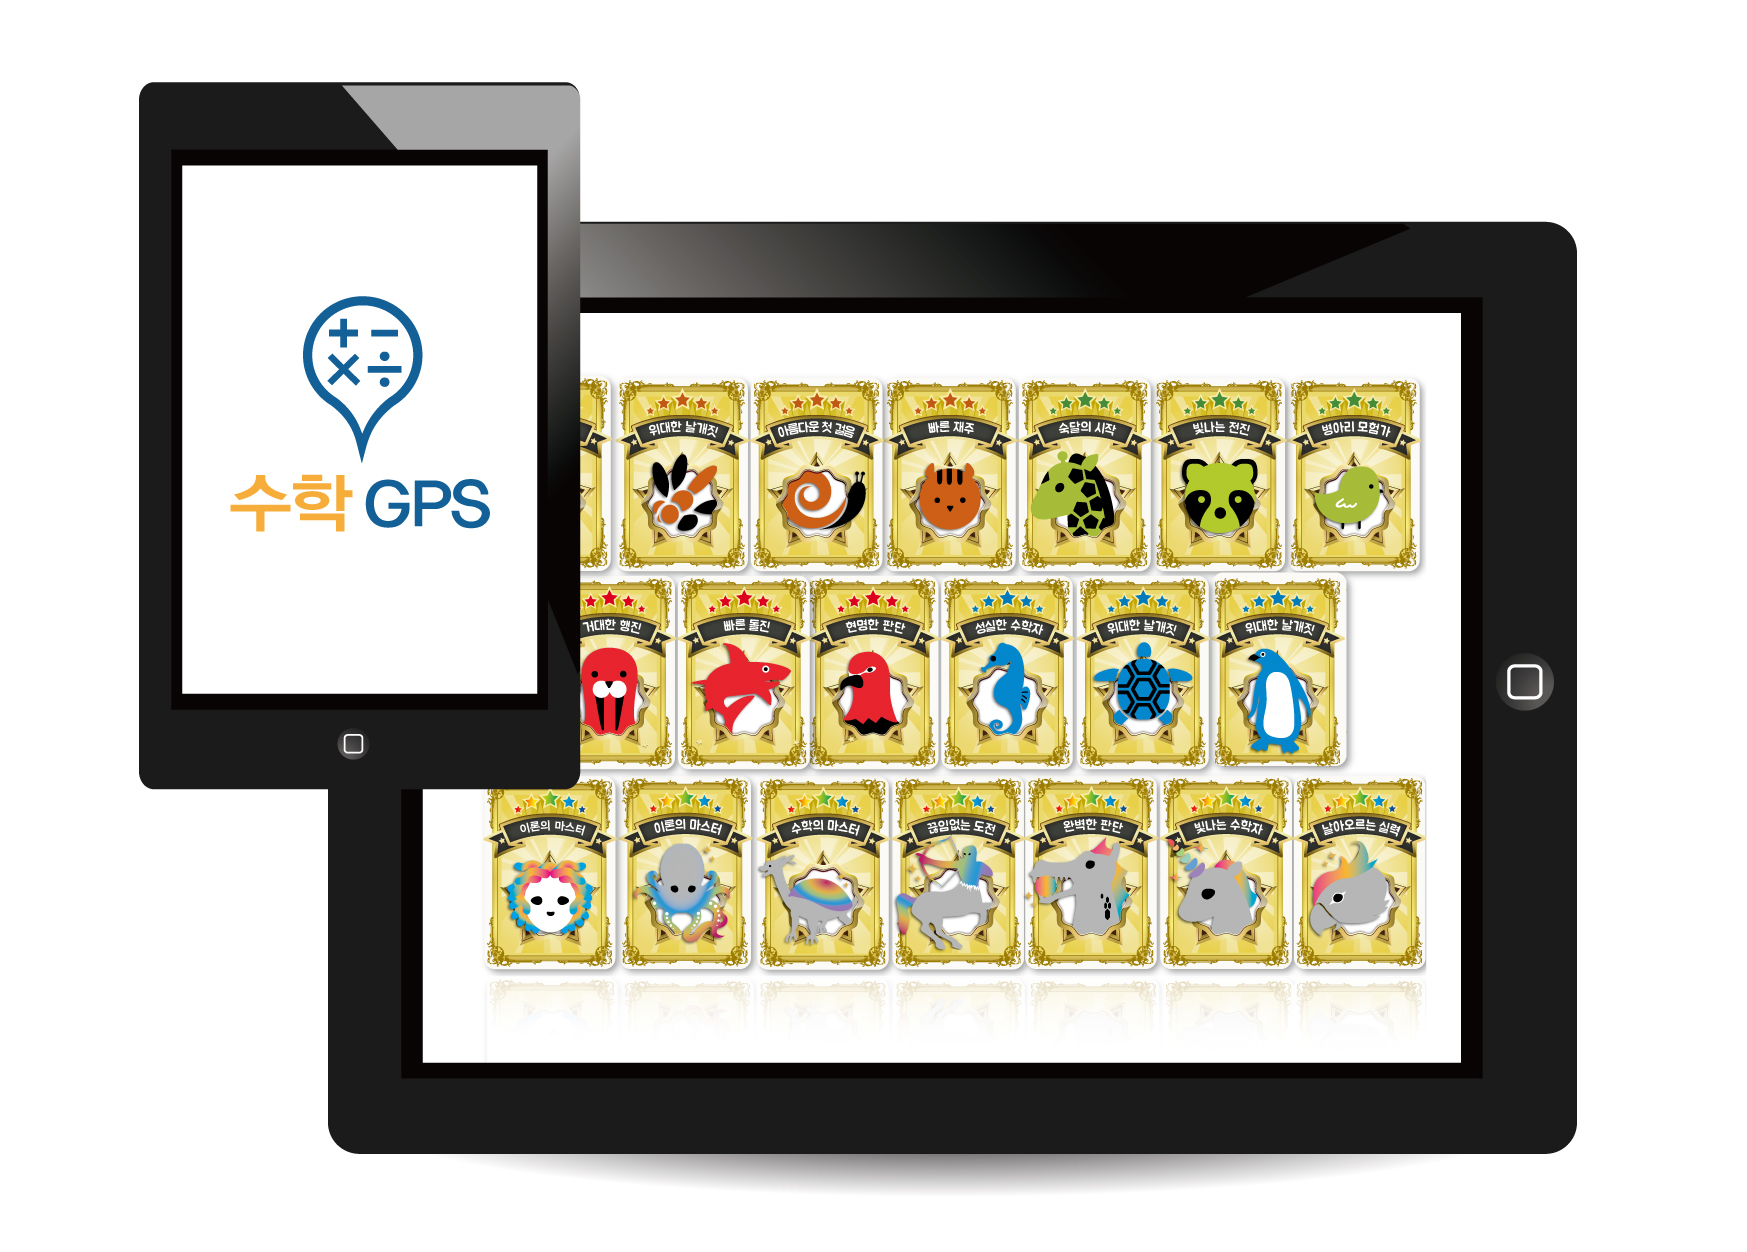 수학 GPS
위대한 날개짓
아름다운 첫 걸음
빠른 재주
숙달의 시작
빛나는 전진
병아리 모험가
거대한 행진
빠른 돌진
현명한 판단
성실한 수학자
위대한 날개짓
위대한 날개짓
이론의 마스터
이론의 마스터
수학의 마스터
끊임없는 도전
완벽한 판단
빛나는 수학자
날아오르는 실력